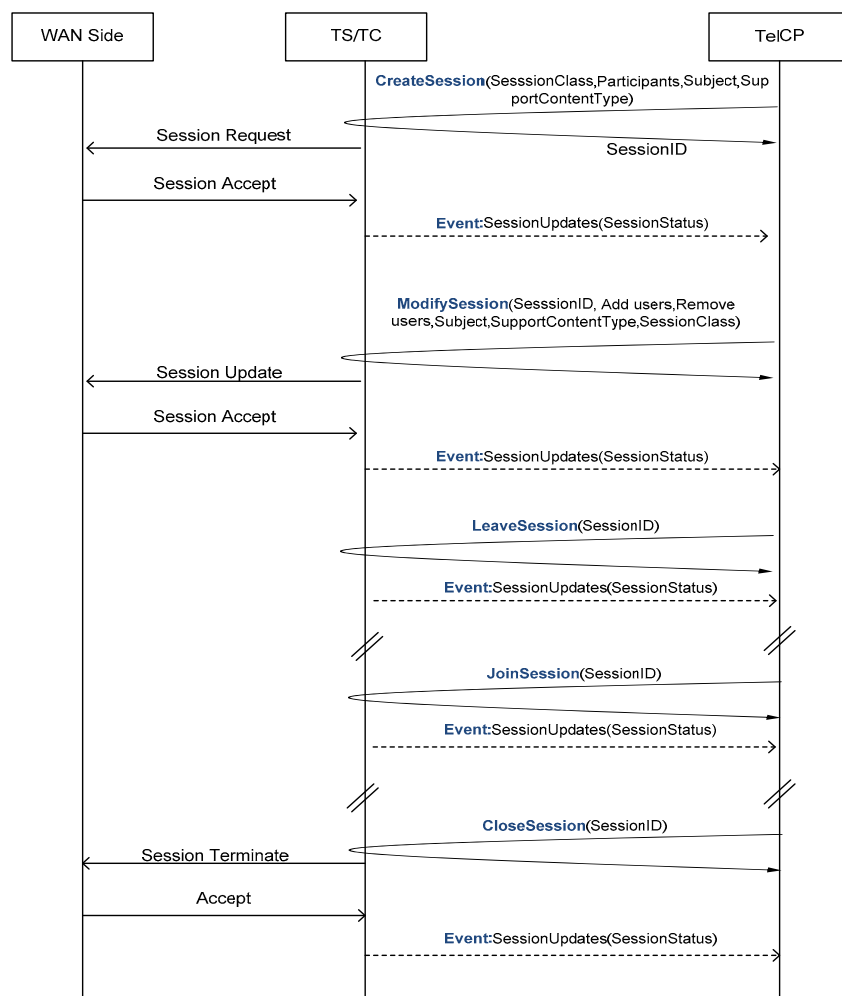 WAN Side
TS/TC
TelCP
CreateSession(SesssionClass,Participants,Subject,Sup
portContentType)
SessionID
Session Request
Session Accept
Event:SessionUpdates(SessionStatus)
ModifySession(SesssionID, Add users,Remove
users,Subject,SupportContentType,SessionClass)
Session Update
Session Accept
Event:SessionUpdates(SessionStatus)
LeaveSession(SessionID)
Event:SessionUpdates(SessionStatus)
JoinSession(SessionID)
Event:SessionUpdates(SessionStatus)
CloseSession(SessionID)
Session Terminate
Accept
Event:SessionUpdates(SessionStatus)